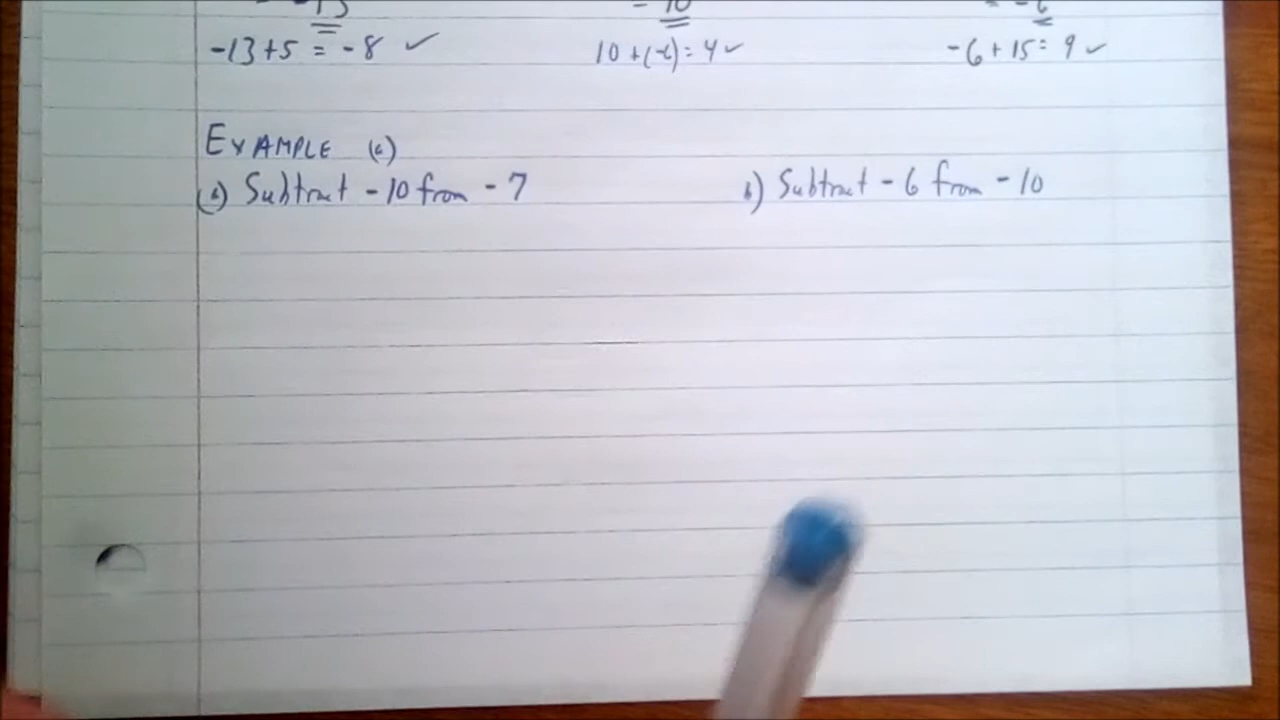 -13+5 = -8 ✓ 10+(-6)=4 ✓ -6+15=9 ✓
EXAMPLE
Subtract -10 from -7 b) Subtract -6 from -10